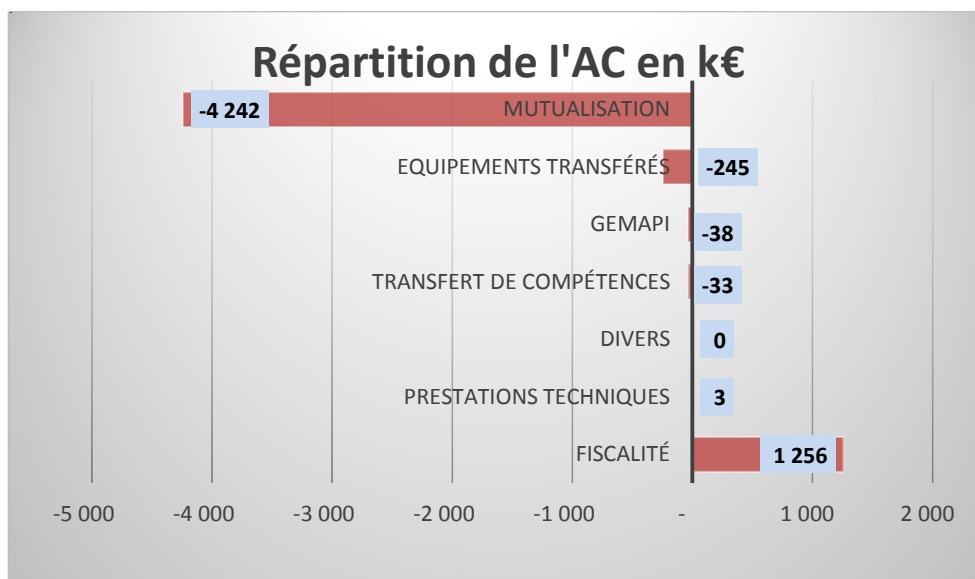 Répartition de l'AC en k€
-4 242 MUTUALISATION
EQUIPEMENTS TRANSFÉRÉS -245
GEMAPI -38
TRANSFERT DE COMPÉTENCES -33
DIVERS 0
PRESTATIONS TECHNIQUES 3
FISCALITÉ 1 256
-5 000 -4 000 -3 000 -2 000 -1 000 - 1 000 2 000